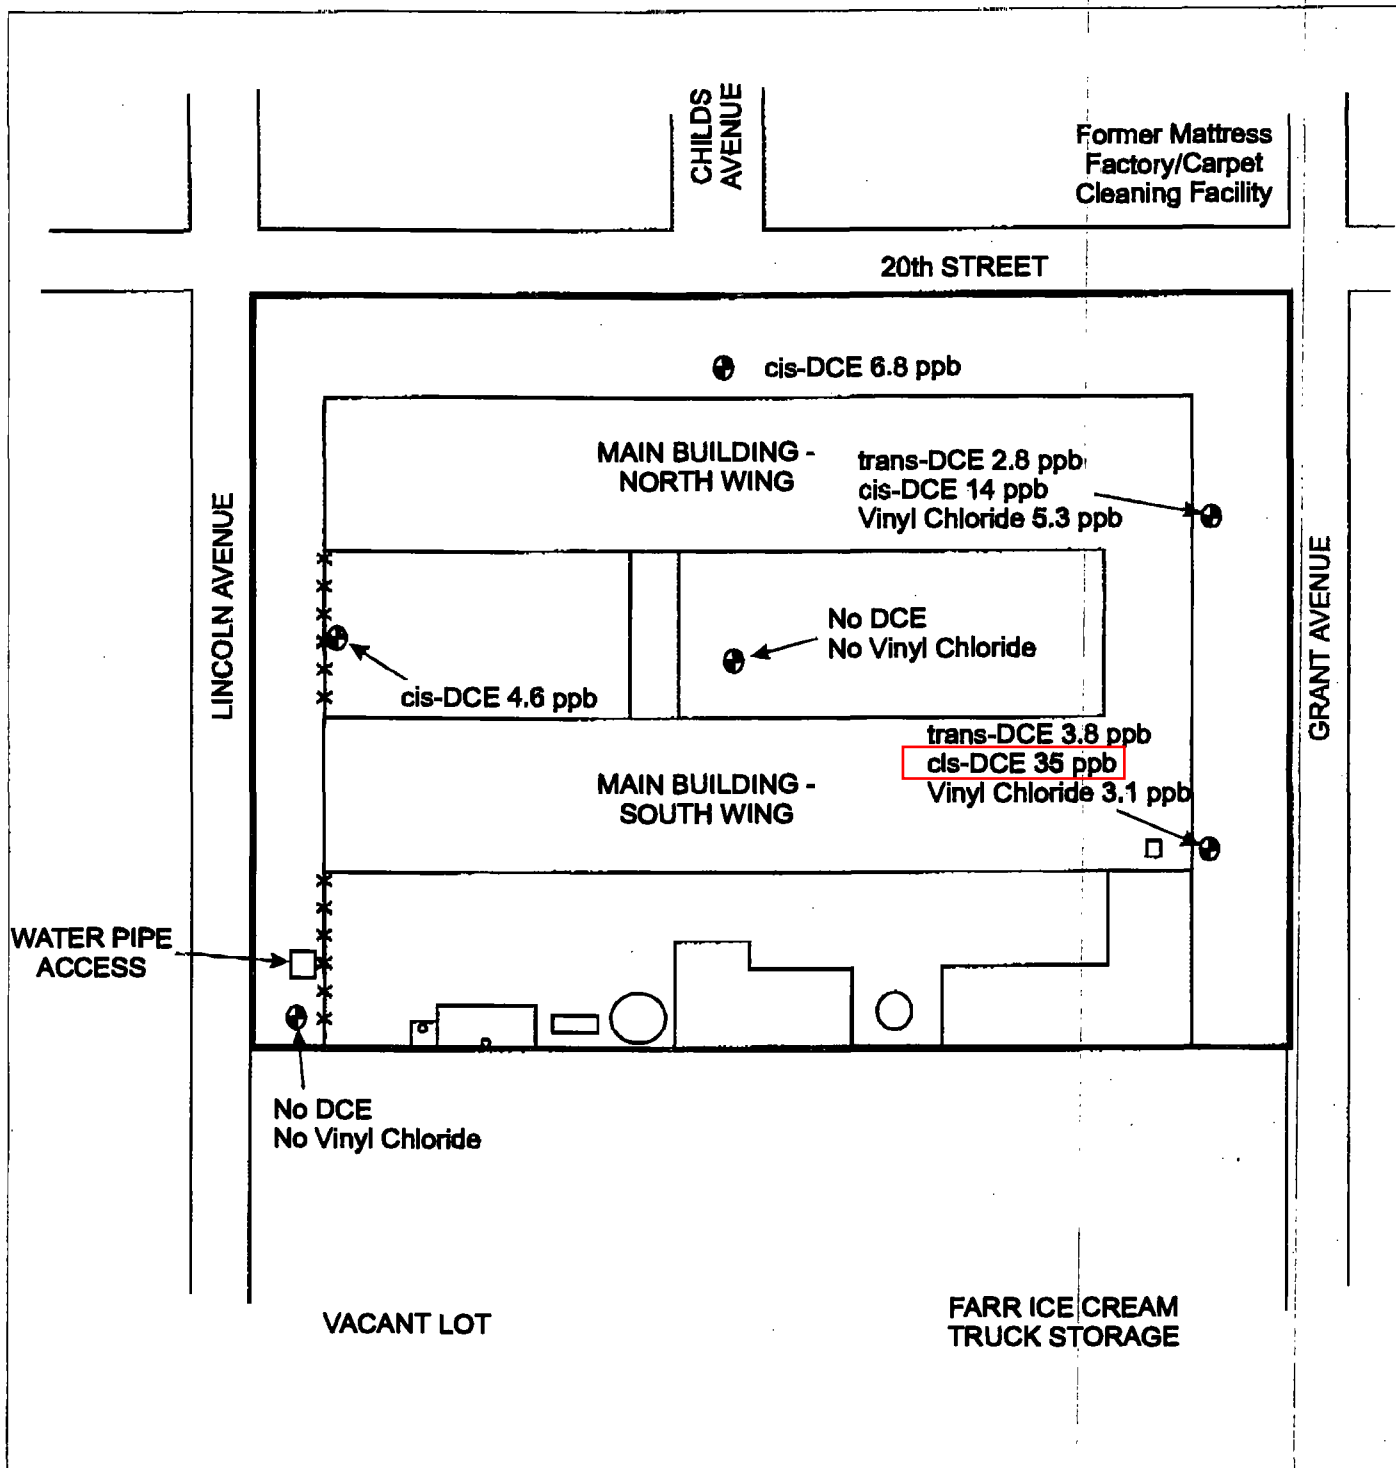 CHILDS
AVENUE
Former Mattress
Factory/Carpet
Cleaning Facility
20th STREET
cis-DCE 6.8 ppb
MAIN BUILDING -
NORTH WING
trans-DCE 2.8 ppb
cis-DCE 14 ppb
Vinyl Chloride 5.3 ppb
LINCOLN AVENUE
GRANT AVENUE
No DCE
No Vinyl Chloride
cis-DCE 4.6 ppb
trans-DCE 3.8 ppb
cis-DCE 35 ppb
Vinyl Chloride 3.1 ppb
MAIN BUILDING -
SOUTH WING
WATER PIPE
ACCESS
No DCE
No Vinyl Chloride
VACANT LOT
FARR ICE CREAM
TRUCK STORAGE